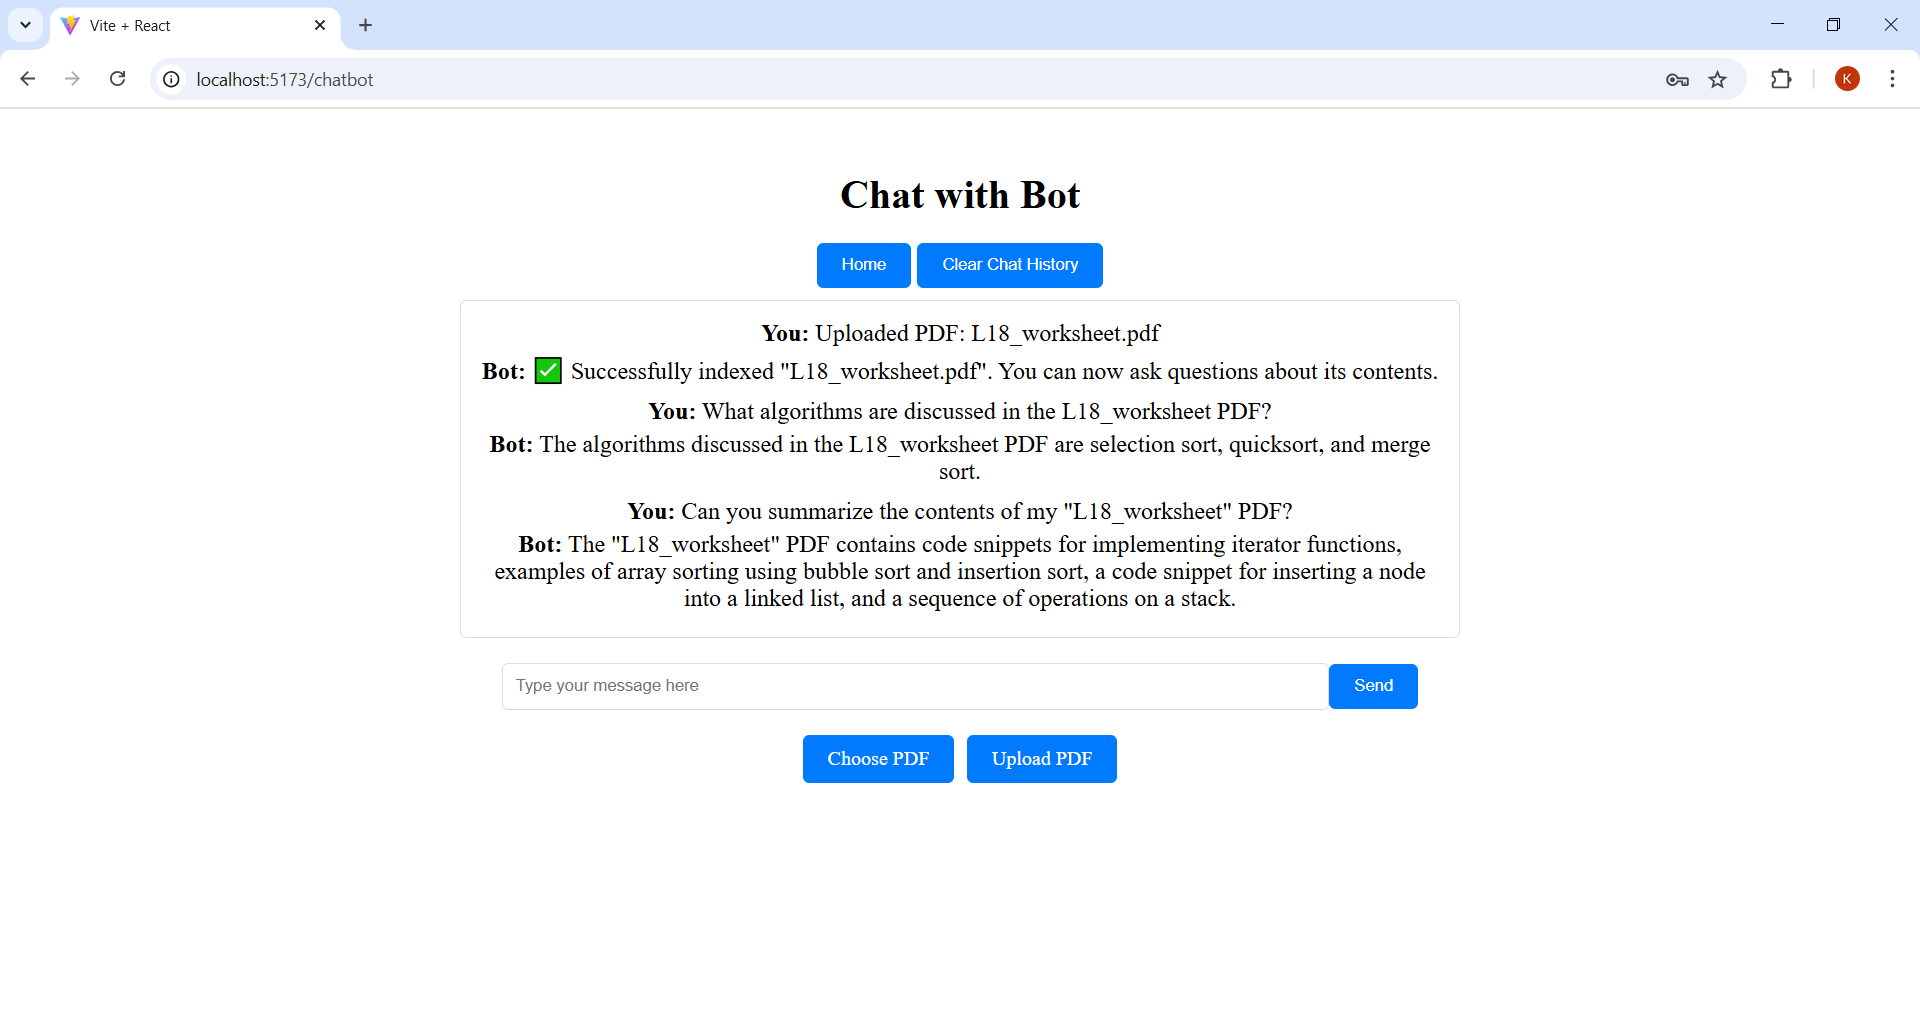 Vite + React
localhost:5173/chatbot
K
Chat with Bot
Home
Clear Chat History
You: Uploaded PDF: L18_worksheet.pdf
Bot: ✅ Successfully indexed "L18_worksheet.pdf". You can now ask questions about its contents.
You: What algorithms are discussed in the L18_worksheet PDF?
Bot: The algorithms discussed in the L18_worksheet PDF are selection sort, quicksort, and merge
sort.
You: Can you summarize the contents of my "L18_worksheet" PDF?
Bot: The "L18_worksheet" PDF contains code snippets for implementing iterator functions,
examples of array sorting using bubble sort and insertion sort, a code snippet for inserting a node
into a linked list, and a sequence of operations on a stack.
Type your message here
Send
Choose PDF
Upload PDF